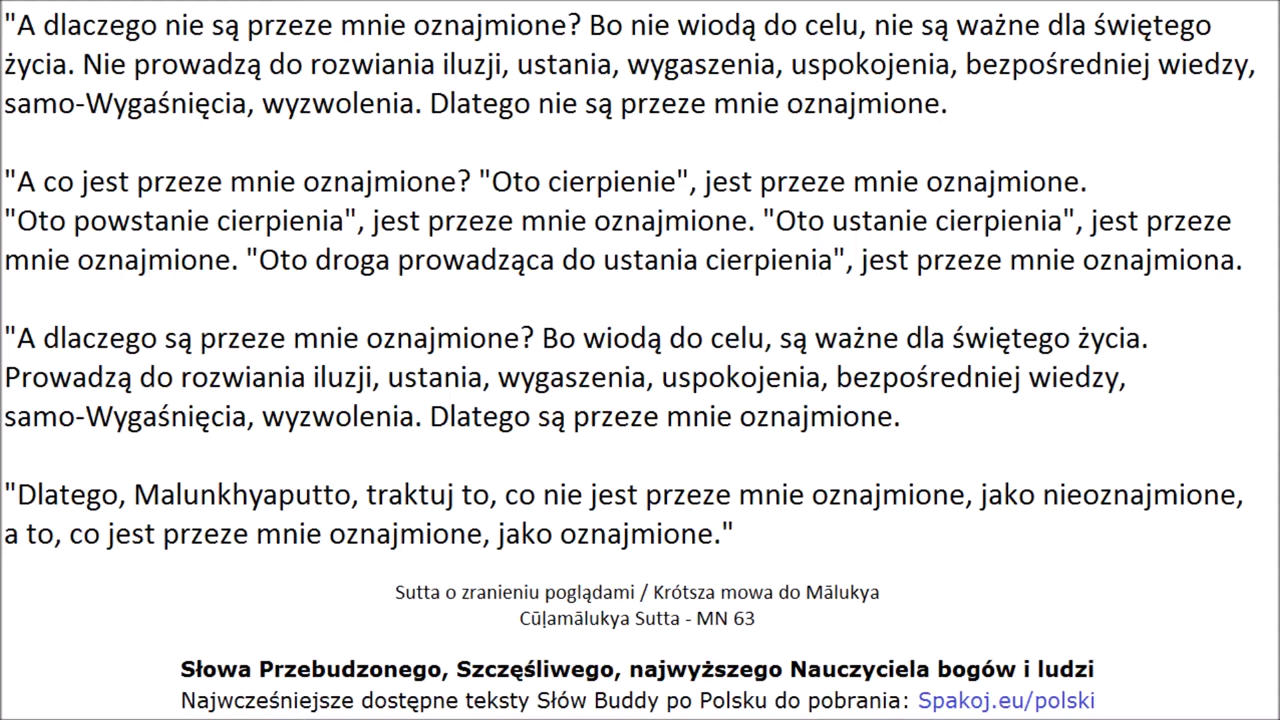 "A dlaczego nie są przeze mnie oznajmione? Bo nie wiodą do celu, nie są ważne dla świętego
życia. Nie prowadzą do rozwiania iluzji, ustania, wygaszenia, uspokojenia, bezpośredniej wiedzy,
samo-Wygaśnięcia, wyzwolenia. Dlatego nie są przeze mnie oznajmione.
"A co jest przeze mnie oznajmione? "Oto cierpienie", jest przeze mnie oznajmione.
"Oto powstanie cierpienia", jest przeze mnie oznajmione. "Oto ustanie cierpienia", jest przeze
mnie oznajmione. "Oto droga prowadząca do ustania cierpienia", jest przeze mnie oznajmiona.
"A dlaczego są przeze mnie oznajmione? Bo wiodą do celu, są ważne dla świętego życia.
Prowadzą do rozwiania iluzji, ustania, wygaszenia, uspokojenia, bezpośredniej wiedzy,
samo-Wygaśnięcia, wyzwolenia. Dlatego są przeze mnie oznajmione.
"Dlatego, Malunkhyaputto, traktuj to, co nie jest przeze mnie oznajmione, jako nieoznajmione,
a to, co jest przeze mnie oznajmione, jako oznajmione."
Sutta o zranieniu poglądami / Krótsza mowa do Mālukya
Cūḷamālukya Sutta - MN 63
Słowa Przebudzonego, Szczęśliwego, najwyższego Nauczyciela bogów i ludzi
Najwcześniejsze dostępne teksty Słów Buddy po Polsku do pobrania: Spakoj.eu/polski